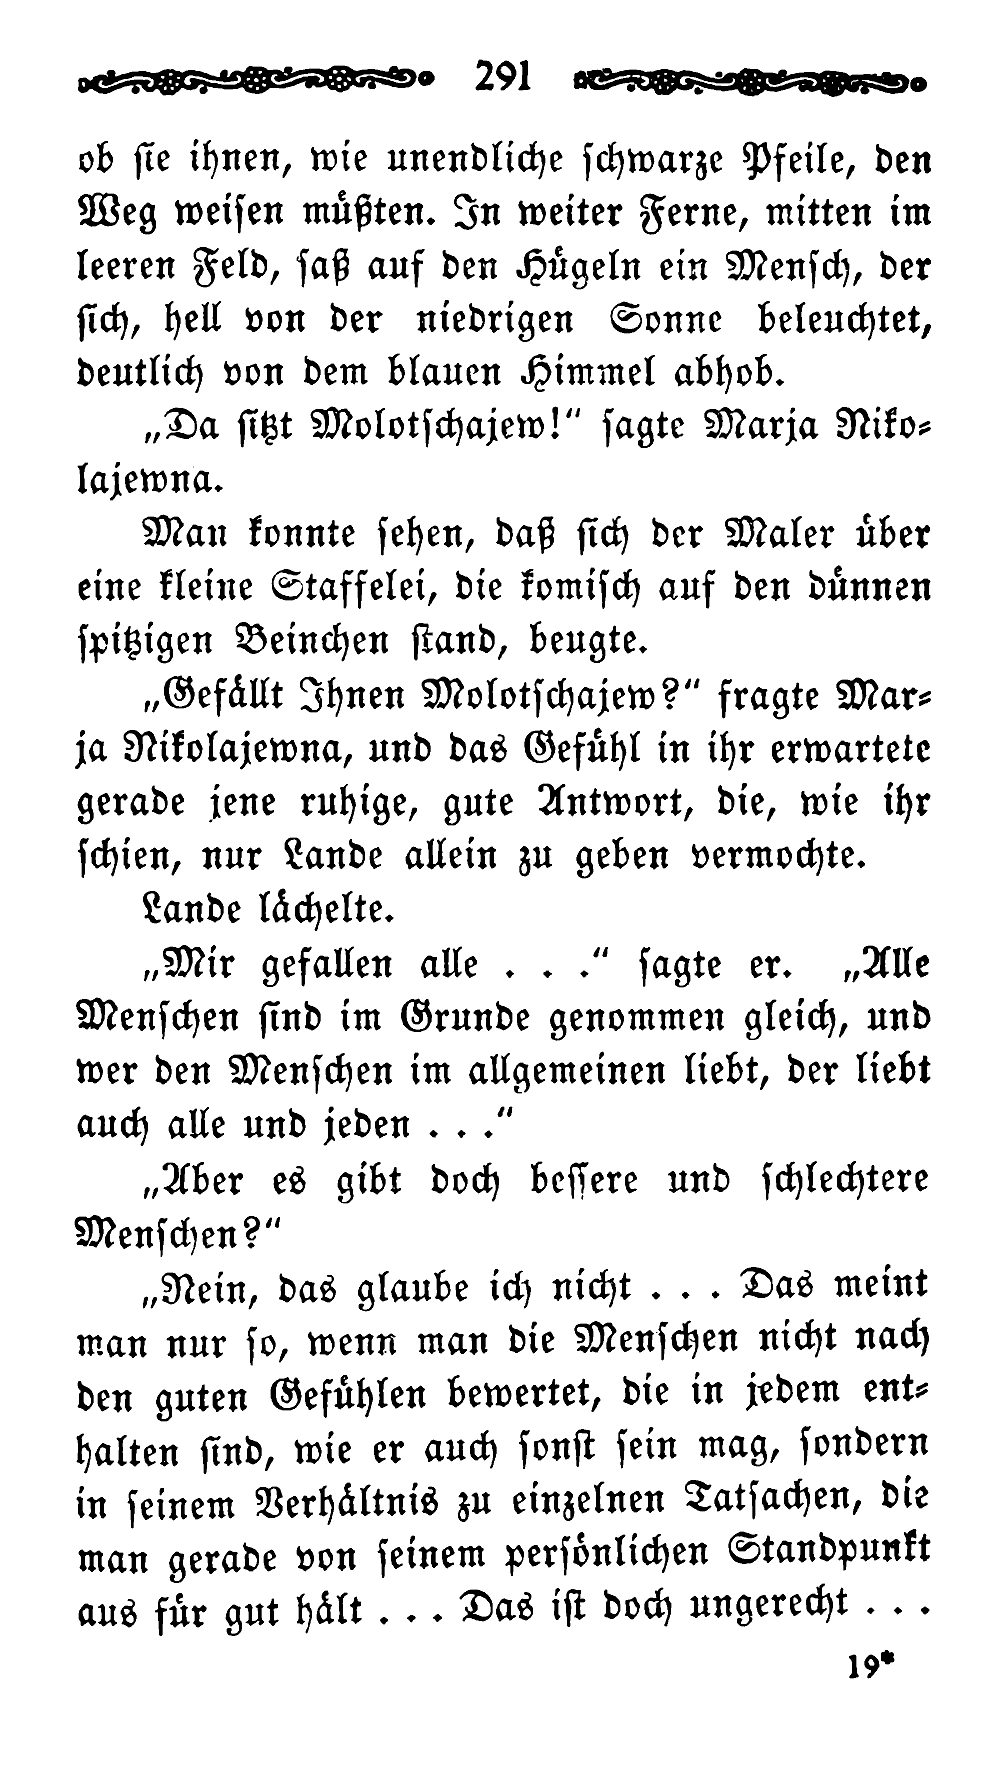 291
ob ſie ihnen, wie unendliche ſchwarze Pfeile, den
Weg weiſen müßten. In weiter Ferne, mitten im
leeren Feld, ſaß auf den Hügeln ein Menſch, der
ſich, hell von der niedrigen Sonne beleuchtet,
deutlich von dem blauen Himmel abhob.
„Da ſitzt Molotſchajew!“ ſagte Marja Niko⸗
lajewna.
Man konnte ſehen, daß ſich der Maler über
eine kleine Staffelei, die komiſch auf den dünnen
ſpitzigen Beinchen ſtand, beugte.
„Gefällt Ihnen Molotſchajew?“ fragte Mar⸗
ja Nikolajewna, und das Gefühl in ihr erwartete
gerade jene ruhige, gute Antwort, die, wie ihr
ſchien, nur Lande allein zu geben vermochte.
Lande lächelte.
„Mir gefallen alle . . .“ ſagte er. „Alle
Menſchen ſind im Grunde genommen gleich, und
wer den Menſchen im allgemeinen liebt, der liebt
auch alle und jeden . . .“
„Aber es gibt doch beſſere und ſchlechtere
Menſchen?“
„Nein, das glaube ich nicht . . . Das meint
man nur ſo, wenn man die Menſchen nicht nach
den guten Gefühlen bewertet, die in jedem ent⸗
halten ſind, wie er auch ſonſt ſein mag, ſondern
in ſeinem Verhältnis zu einzelnen Tatſachen, die
man gerade von ſeinem perſönlichen Standpunkt
aus für gut hält . . . Das iſt doch ungerecht . . .
19*